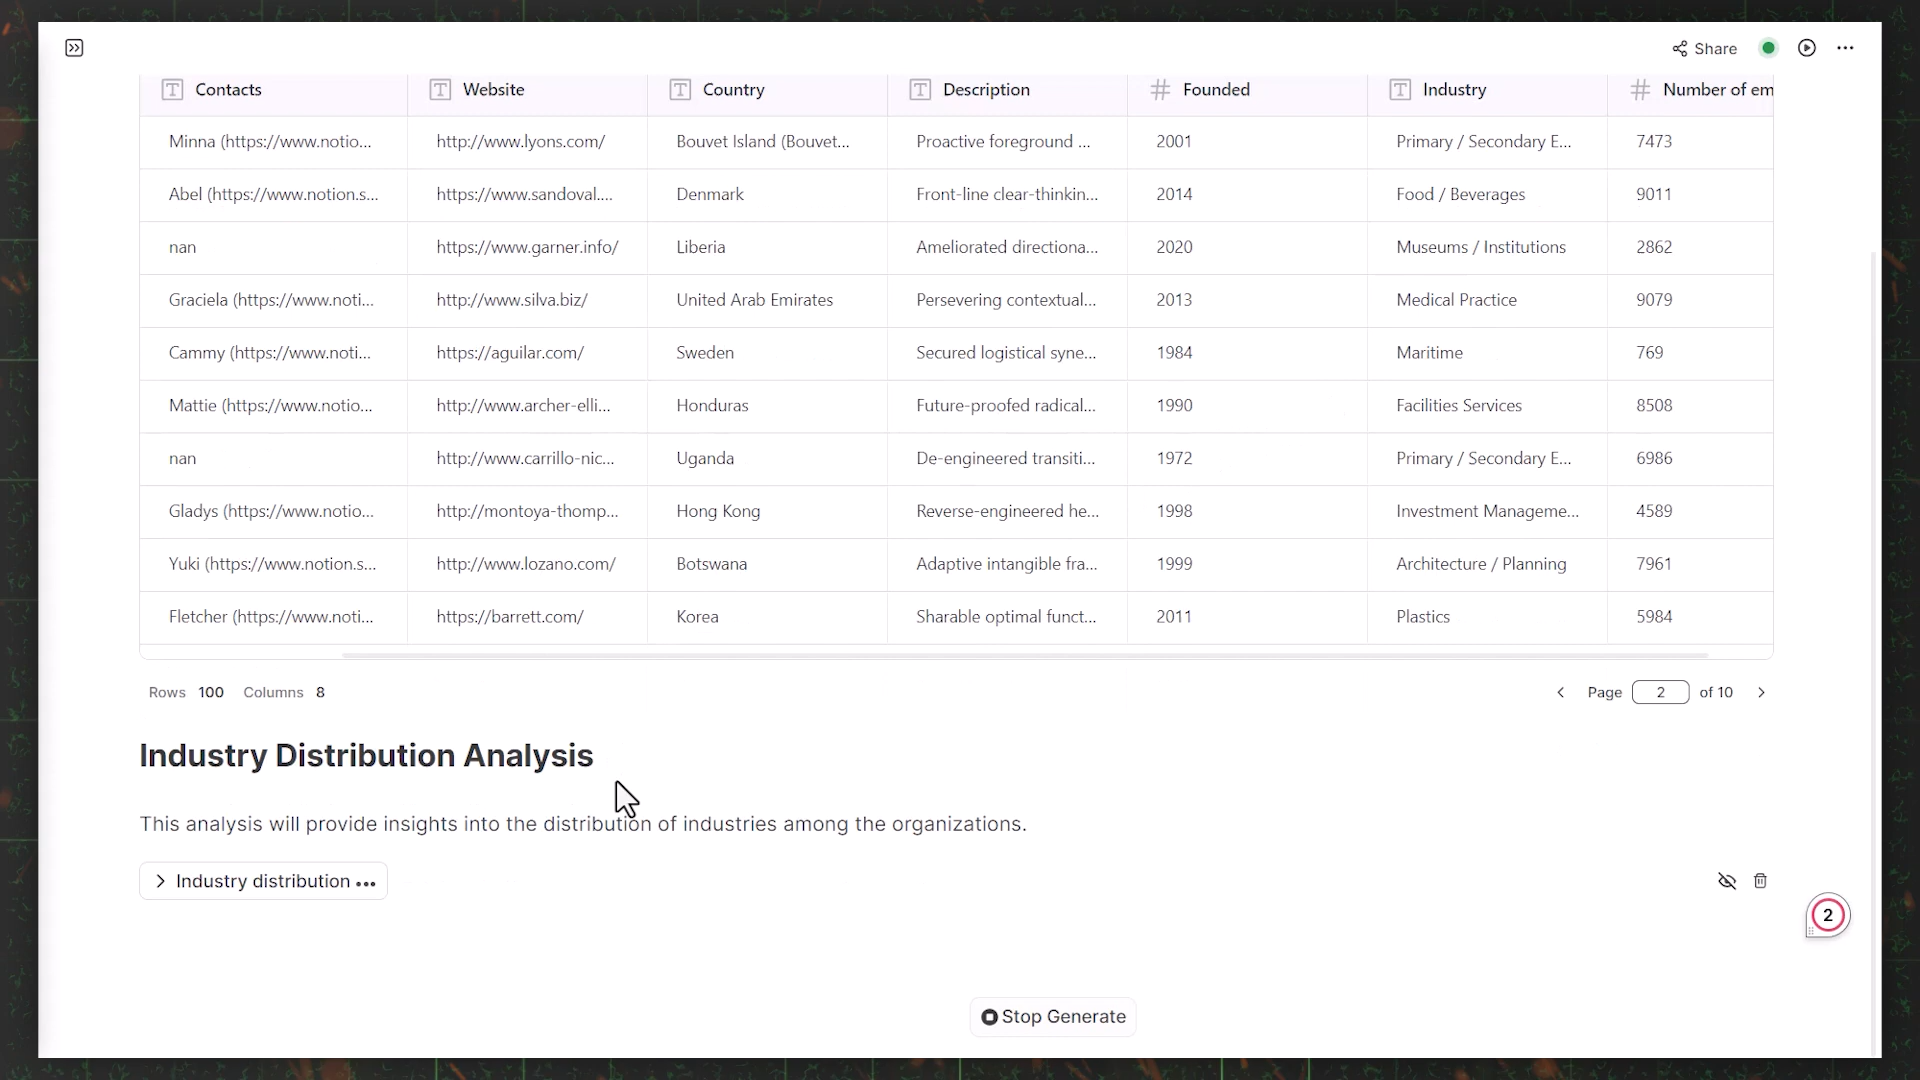 Share
Contacts Website Country Description Founded Industry Number of em
Minna (https://www.notio... http://www.lyons.com/ Bouvet Island (Bouvet... Proactive foreground ... 2001 Primary / Secondary E... 7473
Abel (https://www.notion.s... https://www.sandoval.... Denmark Front-line clear-thinkin... 2014 Food / Beverages 9011
nan https://www.garner.info/ Liberia Ameliorated directiona... 2020 Museums / Institutions 2862
Graciela (https://www.noti... http://www.silva.biz/ United Arab Emirates Persevering contextual... 2013 Medical Practice 9079
Cammy (https://www.noti... https://aguilar.com/ Sweden Secured logistical syne... 1984 Maritime 769
Mattie (https://www.notio... http://www.archer-elli... Honduras Future-proofed radical... 1990 Facilities Services 8508
nan http://www.carrillo-nic... Uganda De-engineered transiti... 1972 Primary / Secondary E... 6986
Gladys (https://www.notio... http://montoya-thomp... Hong Kong Reverse-engineered he... 1998 Investment Manageme... 4589
Yuki (https://www.notion.s... http://www.lozano.com/ Botswana Adaptive intangible fra... 1999 Architecture / Planning 7961
Fletcher (https://www.noti... https://barrett.com/ Korea Sharable optimal funct... 2011 Plastics 5984
Rows 100 Columns 8 Page 2 of 10
Industry Distribution Analysis
This analysis will provide insights into the distribution of industries among the organizations.
Industry distribution
2
Stop Generate